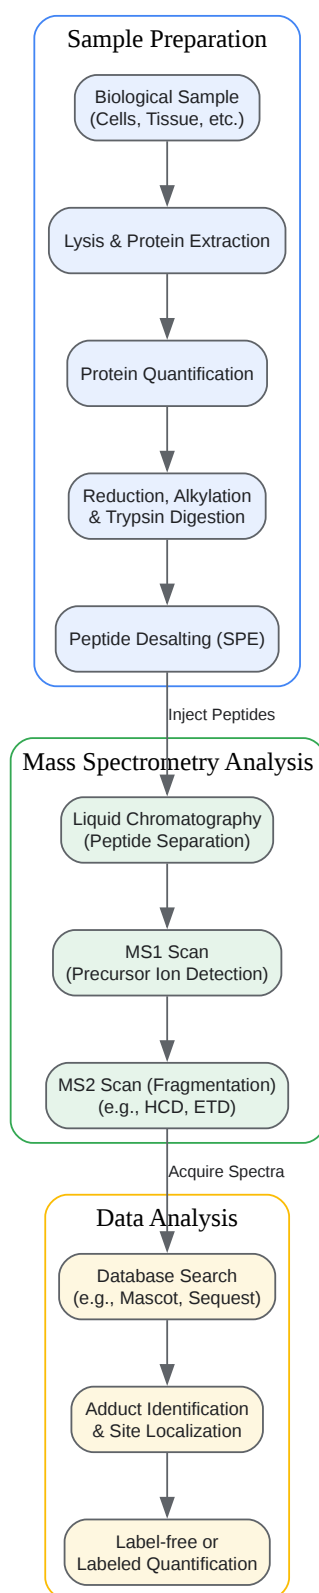 Sample Preparation
Biological Sample
(Cells, Tissue, etc.)
Lysis & Protein Extraction
Protein Quantification
Reduction, Alkylation
& Trypsin Digestion
Peptide Desalting (SPE)
Inject Peptides
Mass Spectrometry Analysis
Liquid Chromatography
(Peptide Separation)
MS1 Scan
(Precursor Ion Detection)
MS2 Scan (Fragmentation)
(e.g., HCD, ETD)
Acquire Spectra
Data Analysis
Database Search
(e.g., Mascot, Sequest)
Adduct Identification
& Site Localization
Label-free or
Labeled Quantification